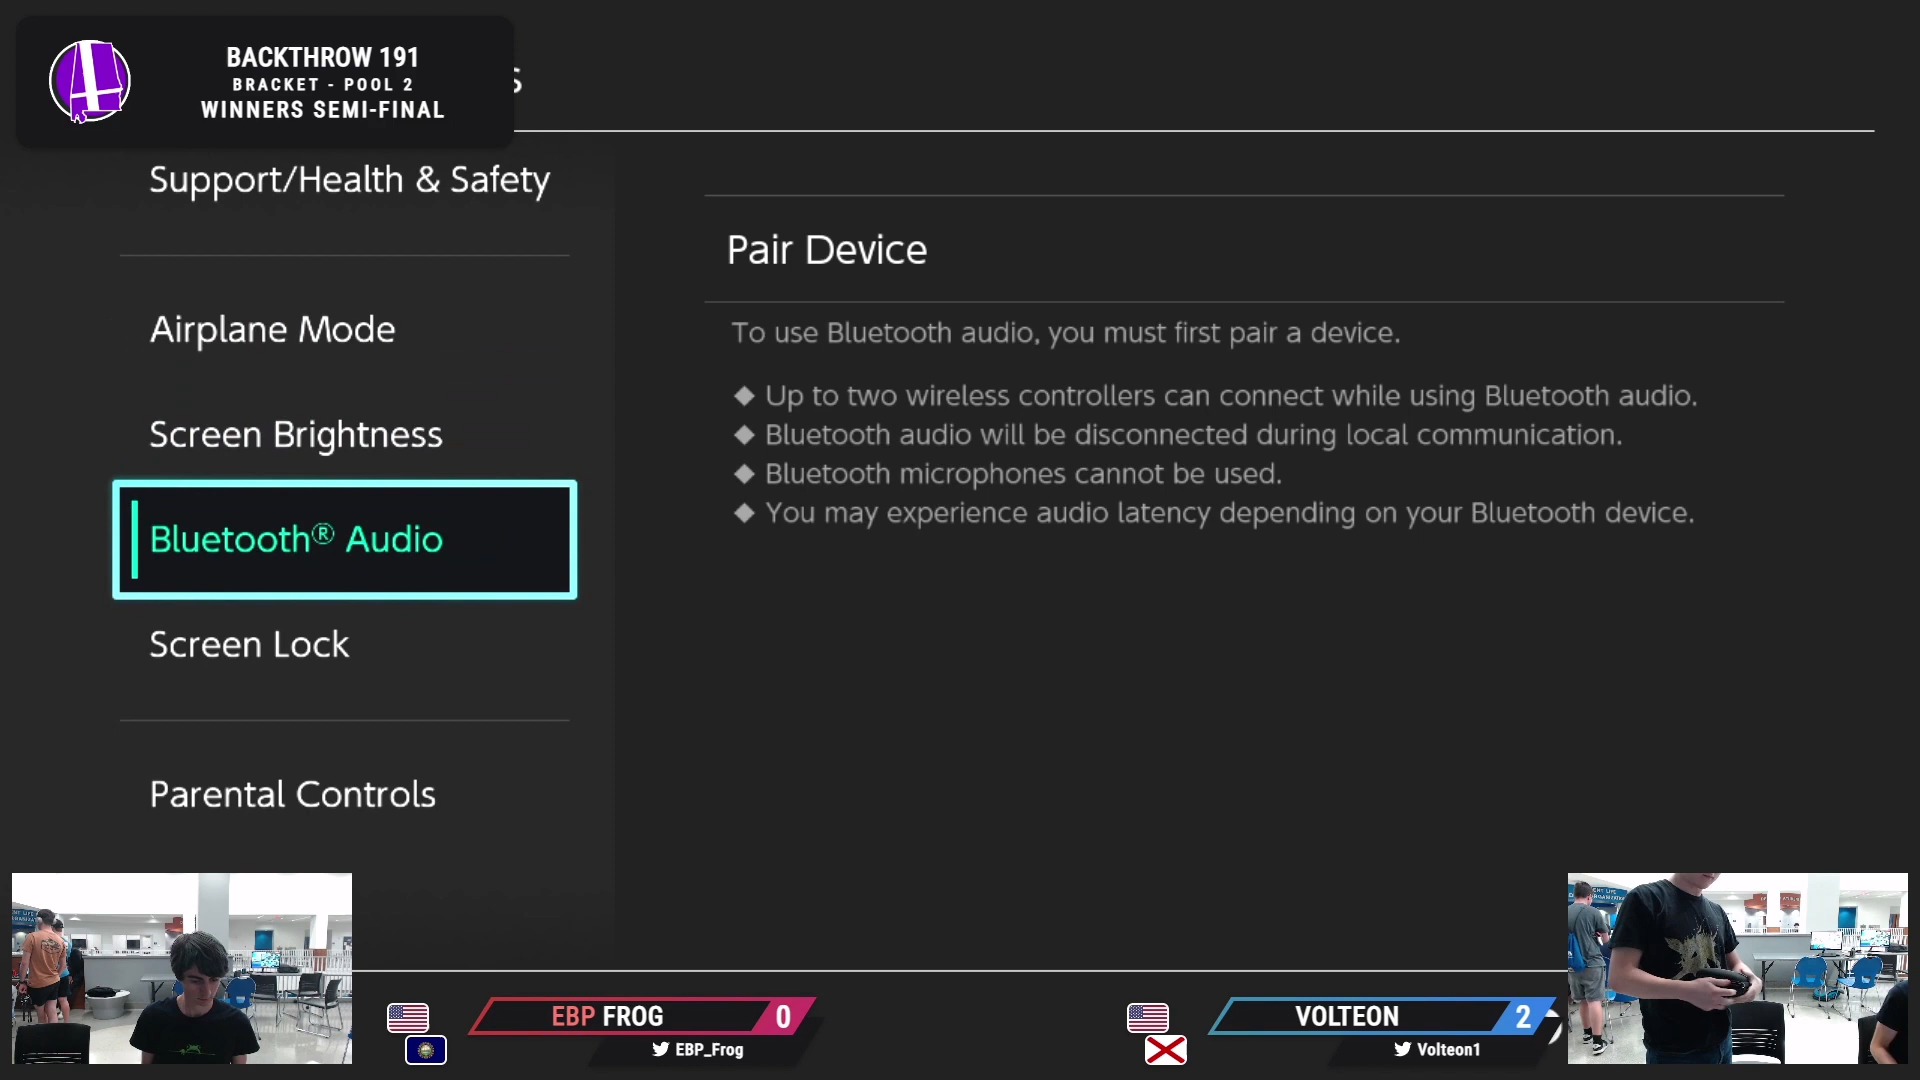 BACKTHROW 191
BRACKET - POOL 2
WINNERS SEMI-FINAL
s
Support/Health & Safety
Airplane Mode
Screen Brightness
Bluetooth® Audio
Screen Lock
Parental Controls
Pair Device
To use Bluetooth audio, you must first pair a device.
◆ Up to two wireless controllers can connect while using Bluetooth audio.
◆ Bluetooth audio will be disconnected during local communication.
◆ Bluetooth microphones cannot be used.
◆ You may experience audio latency depending on your Bluetooth device.
EBP FROG 0
EBP_Frog
VOLTEON 2
Volteon1